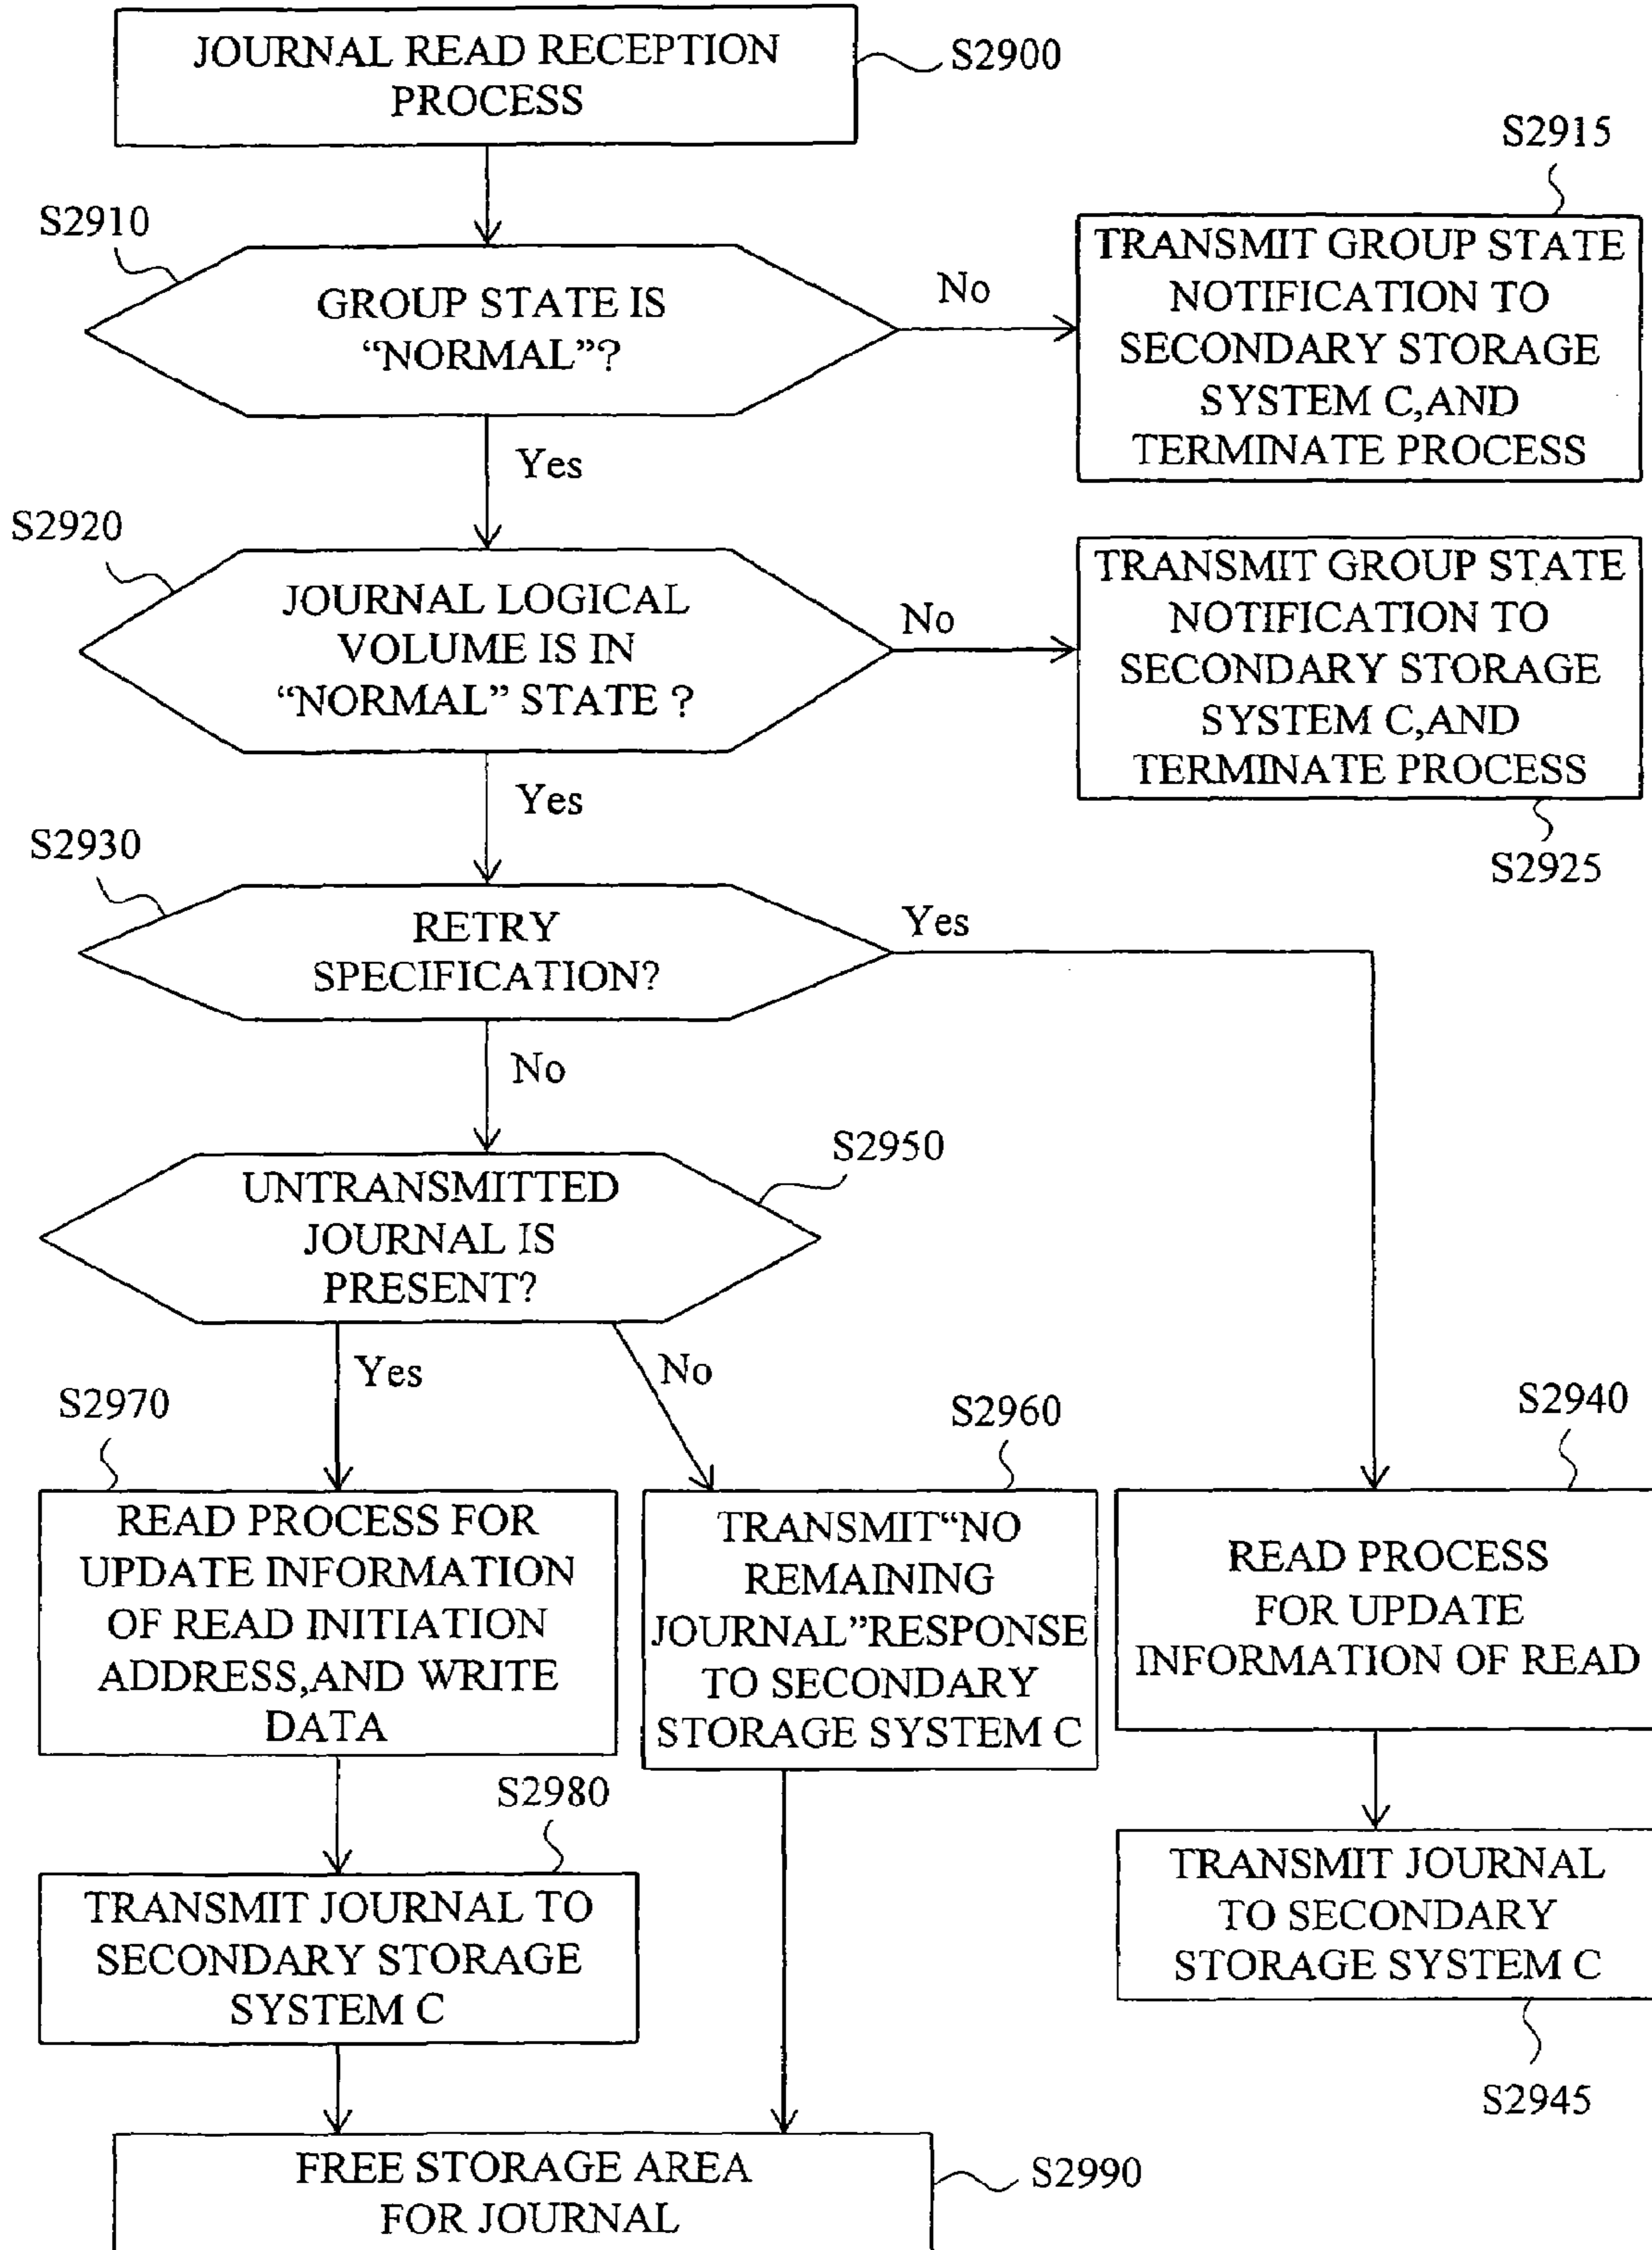 JOURNAL READ RECEPTION
PROCESS
S2900
S2915
S2910
GROUP STATE IS
“NORMAL”?
No
TRANSMIT GROUP STATE
NOTIFICATION TO
SECONDARY STORAGE
SYSTEM C,AND
TERMINATE PROCESS
Yes
S2920
JOURNAL LOGICAL
VOLUME IS IN
“NORMAL” STATE ?
No
TRANSMIT GROUP STATE
NOTIFICATION TO
SECONDARY STORAGE
SYSTEM C,AND
TERMINATE PROCESS
S2925
Yes
S2930
RETRY
SPECIFICATION?
Yes
No
S2950
UNTRANSMITTED
JOURNAL IS
PRESENT?
Yes
No
S2970
READ PROCESS FOR
UPDATE INFORMATION
OF READ INITIATION
ADDRESS,AND WRITE
DATA
S2960
TRANSMIT“NO
REMAINING
JOURNAL”RESPONSE
TO SECONDARY
STORAGE SYSTEM C
S2940
READ PROCESS
FOR UPDATE
INFORMATION OF READ
S2980
TRANSMIT JOURNAL TO
SECONDARY STORAGE
SYSTEM C
TRANSMIT JOURNAL
TO SECONDARY
STORAGE SYSTEM C
S2945
FREE STORAGE AREA
FOR JOURNAL
S2990